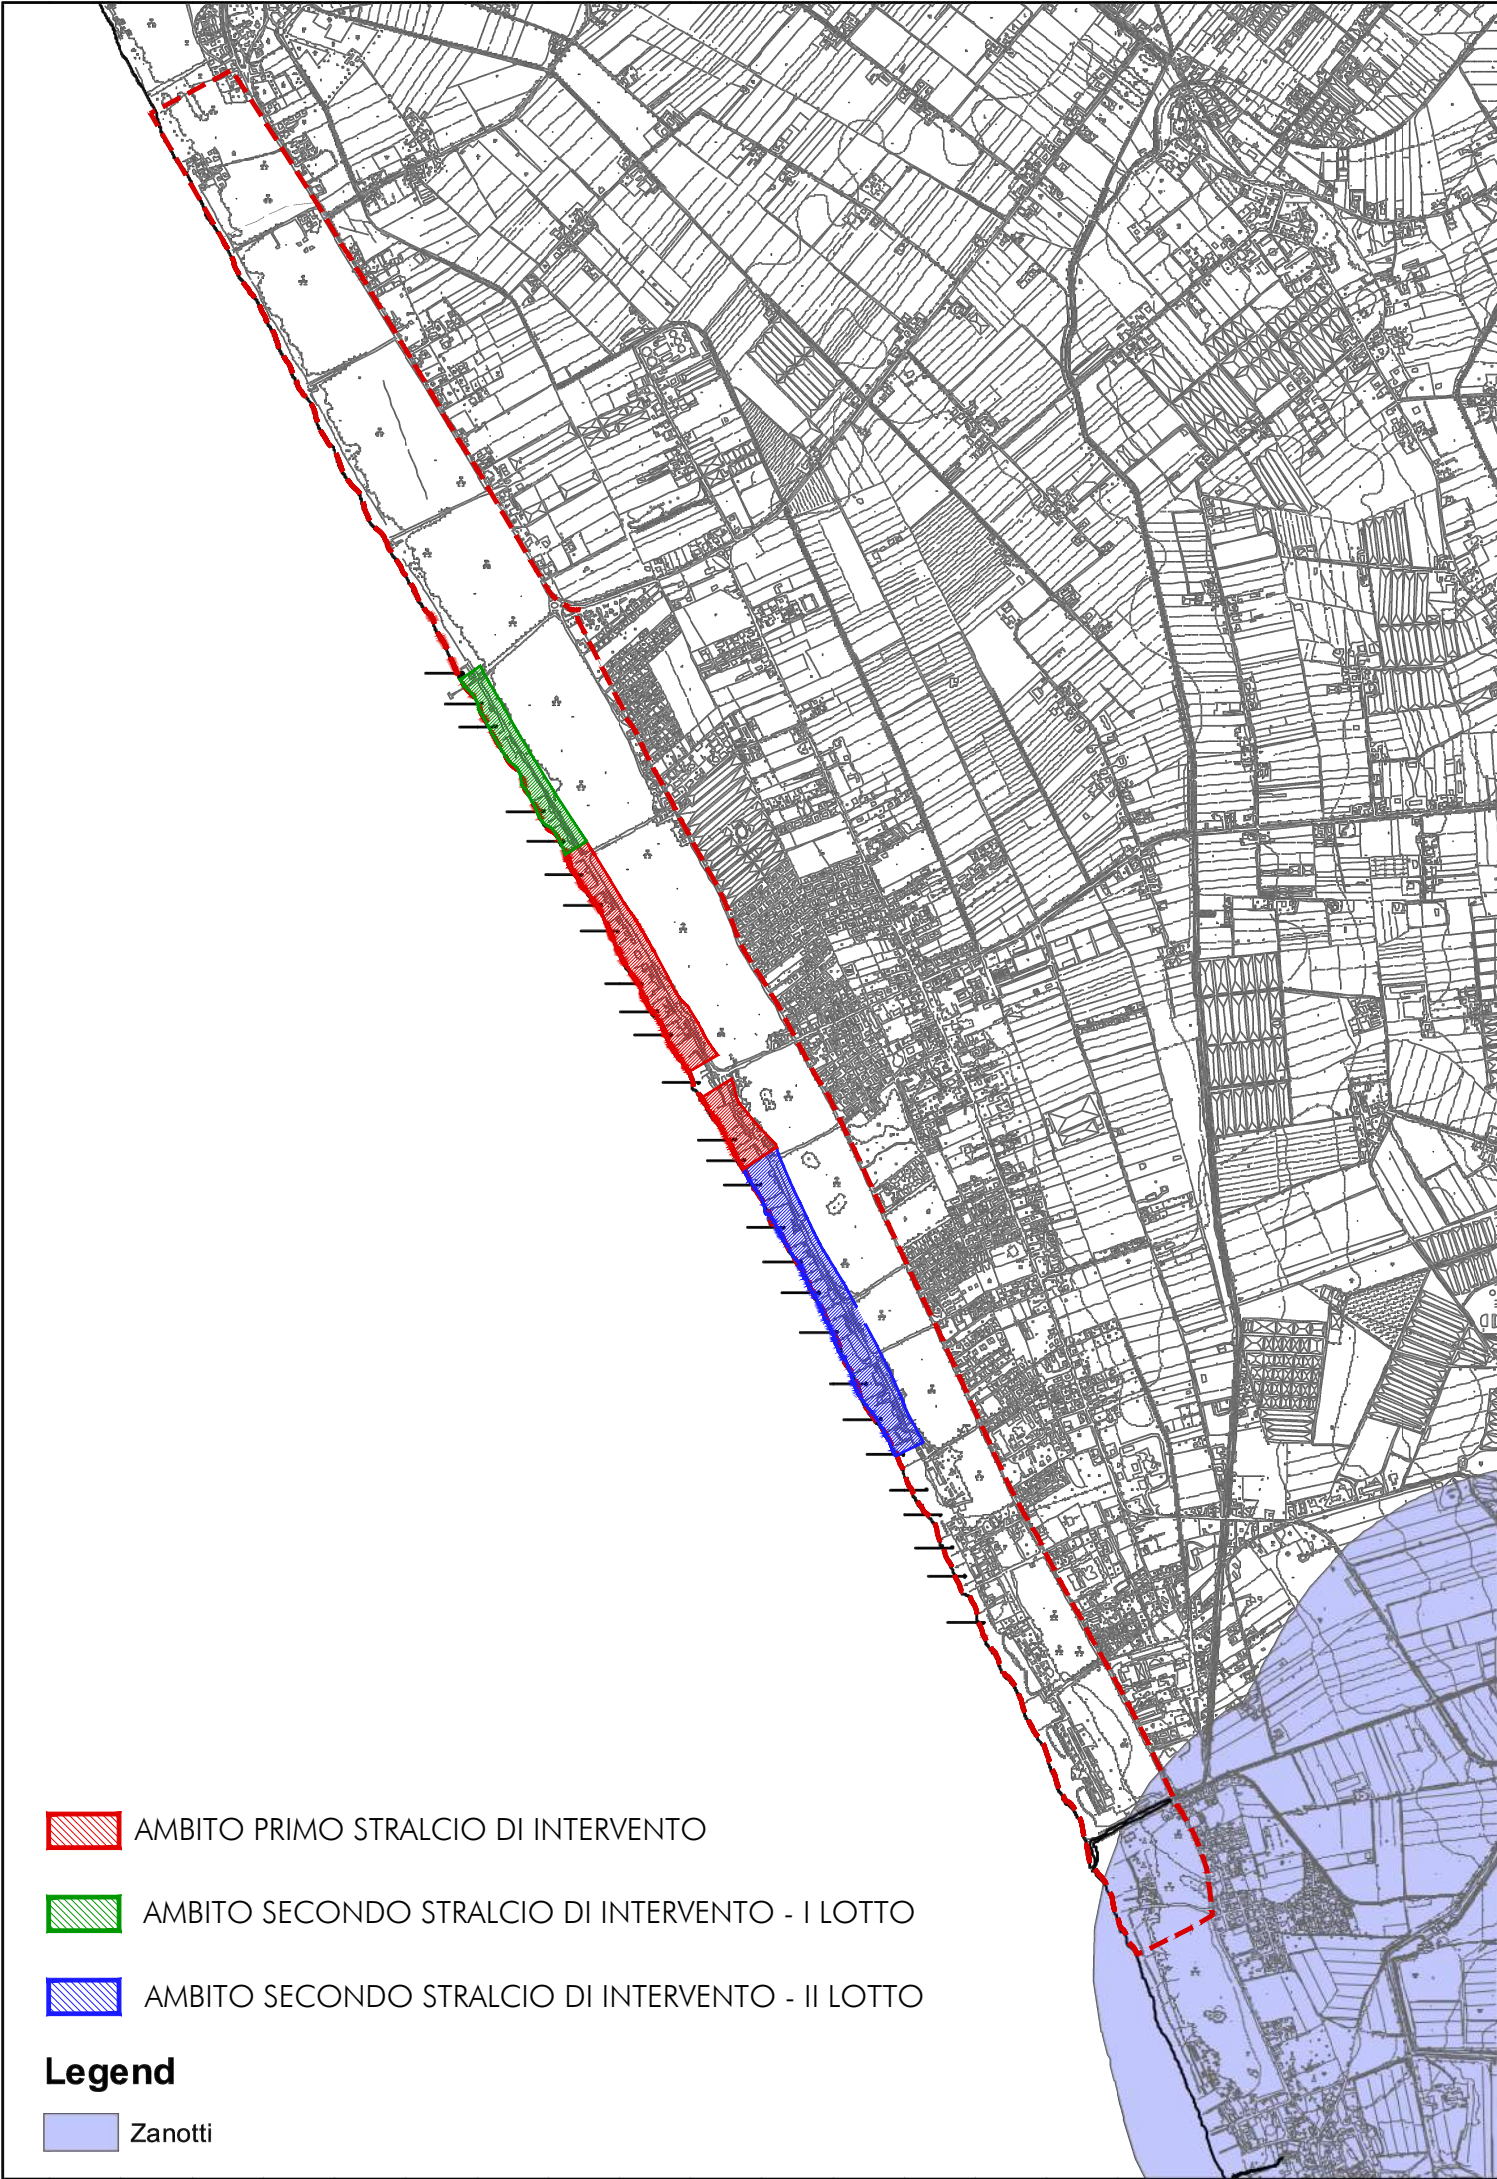 AMBITO PRIMO STRALCIO DI INTERVENTO
AMBITO SECONDO STRALCIO DI INTERVENTO - I LOTTO
AMBITO SECONDO STRALCIO DI INTERVENTO - II LOTTO
Legend
Zanotti